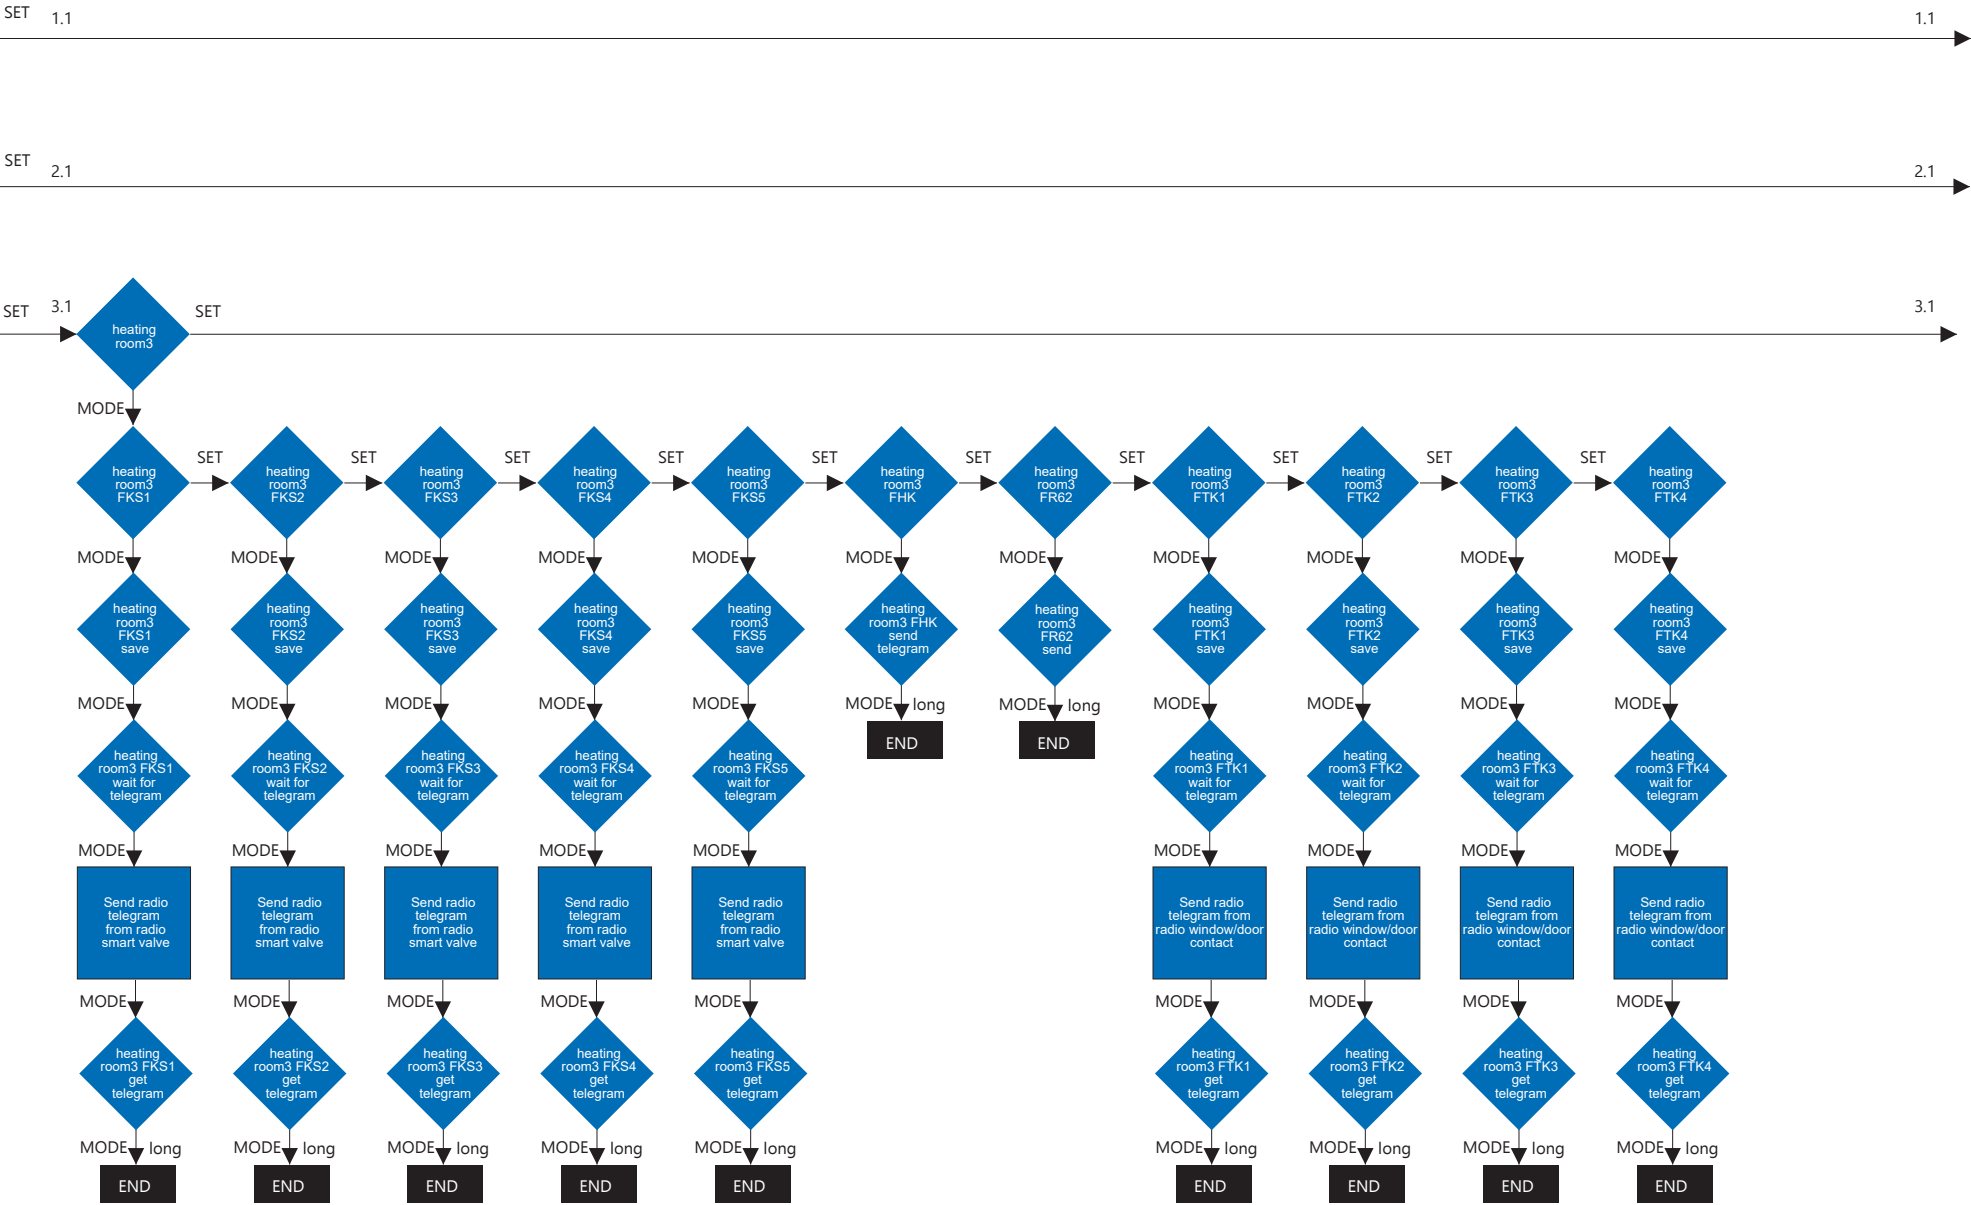 SET 1.1 1.1
SET 2.1 2.1
SET 3.1 SET 3.1
heating
room3
MODE
SET SET SET SET SET SET SET SET SET SET
heating heating heating heating heating heating heating heating heating heating heating
room3 room3 room3 room3 room3 room3 room3 room3 room3 room3 room3
FKS1 FKS2 FKS3 FKS4 FKS5 FHK FR62 FTK1 FTK2 FTK3 FTK4
MODE MODE MODE MODE MODE MODE MODE MODE MODE MODE MODE
heating heating heating heating heating heating heating heating heating heating heating
room3 room3 room3 room3 room3 room3 FHK room3 room3 room3 room3 room3
FKS1 FKS2 FKS3 FKS4 FKS5 send FR62 FTK1 FTK2 FTK3 FTK4
save save save save save telegram send save save save save
MODE MODE MODE MODE MODE MODE long MODE long MODE MODE MODE MODE
END END
heating heating heating heating heating heating heating heating heating
room3 FKS1 room3 FKS2 room3 FKS3 room3 FKS4 room3 FKS5 room3 FTK1 room3 FTK2 room3 FTK3 room3 FTK4
wait for wait for wait for wait for wait for wait for wait for wait for wait for
telegram telegram telegram telegram telegram telegram telegram telegram telegram
MODE MODE MODE MODE MODE MODE MODE MODE MODE
Send radio Send radio Send radio Send radio Send radio Send radio Send radio Send radio Send radio
telegram telegram telegram telegram telegram telegram from telegram from telegram from telegram from
from radio from radio from radio from radio from radio radio window/door radio window/door radio window/door radio window/door
smart valve smart valve smart valve smart valve smart valve contact contact contact contact
MODE MODE MODE MODE MODE MODE MODE MODE MODE
heating heating heating heating heating heating heating heating heating
room3 FKS1 room3 FKS2 room3 FKS3 room3 FKS4 room3 FKS5 room3 FTK1 room3 FTK2 room3 FTK3 room3 FTK4
get get get get get get get get get
telegram telegram telegram telegram telegram telegram telegram telegram telegram
MODE long MODE long MODE long MODE long MODE long MODE long MODE long MODE long MODE long
END END END END END END END END END